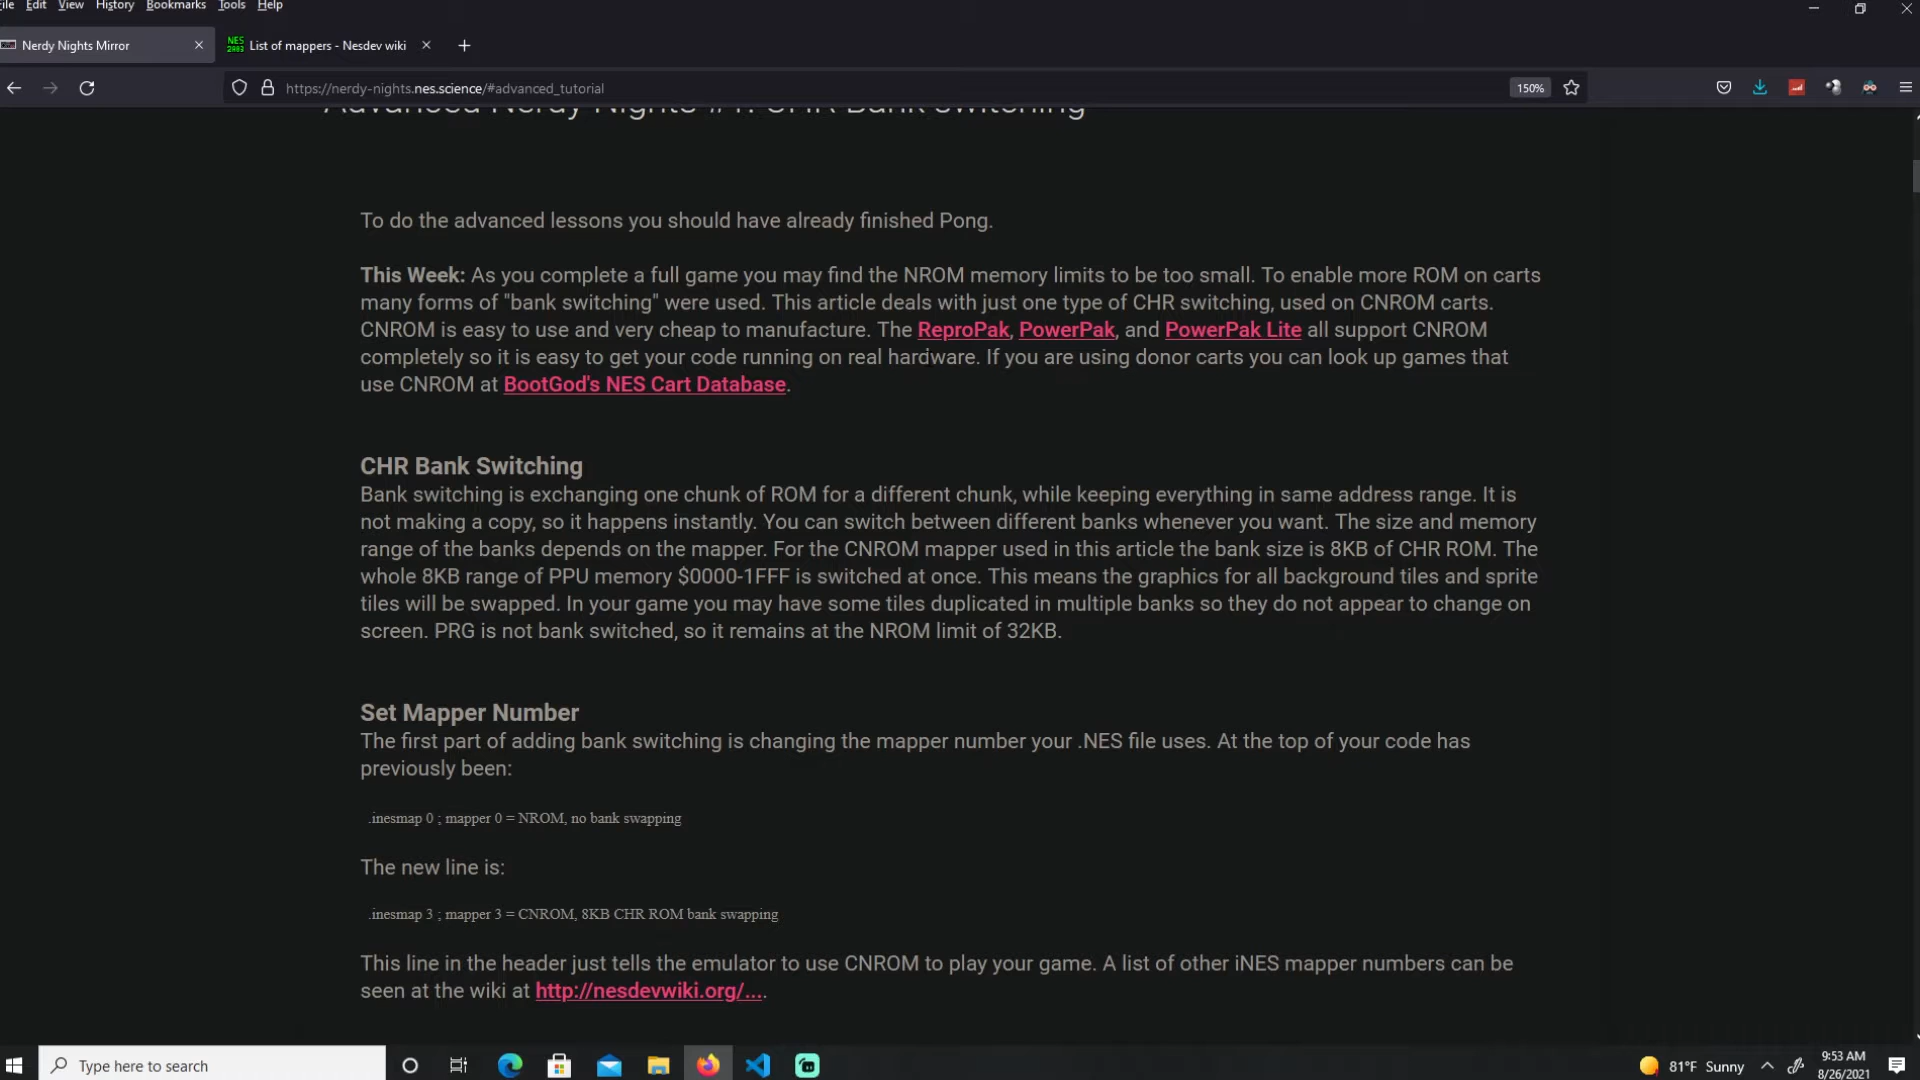 File Edit View History Bookmarks Tools Help
Nerdy Nights Mirror
NES 2003 List of mappers - Nesdev wiki
https://nerdy-nights.nes.science/#advanced_tutorial
150%
Advanced Nerdy Nights #1: CHR Bank Switching
To do the advanced lessons you should have already finished Pong.
This Week: As you complete a full game you may find the NROM memory limits to be too small. To enable more ROM on carts
many forms of "bank switching" were used. This article deals with just one type of CHR switching, used on CNROM carts.
CNROM is easy to use and very cheap to manufacture. The ReproPak, PowerPak, and PowerPak Lite all support CNROM
completely so it is easy to get your code running on real hardware. If you are using donor carts you can look up games that
use CNROM at BootGod's NES Cart Database.
CHR Bank Switching
Bank switching is exchanging one chunk of ROM for a different chunk, while keeping everything in same address range. It is
not making a copy, so it happens instantly. You can switch between different banks whenever you want. The size and memory
range of the banks depends on the mapper. For the CNROM mapper used in this article the bank size is 8KB of CHR ROM. The
whole 8KB range of PPU memory $0000-1FFF is switched at once. This means the graphics for all background tiles and sprite
tiles will be swapped. In your game you may have some tiles duplicated in multiple banks so they do not appear to change on
screen. PRG is not bank switched, so it remains at the NROM limit of 32KB.
Set Mapper Number
The first part of adding bank switching is changing the mapper number your .NES file uses. At the top of your code has
previously been:
.inesmap 0 ; mapper 0 = NROM, no bank swapping
The new line is:
.inesmap 3 ; mapper 3 = CNROM, 8KB CHR ROM bank swapping
This line in the header just tells the emulator to use CNROM to play your game. A list of other iNES mapper numbers can be
seen at the wiki at http://nesdevwiki.org/....
Type here to search
81°F Sunny
9:53 AM
8/26/2021